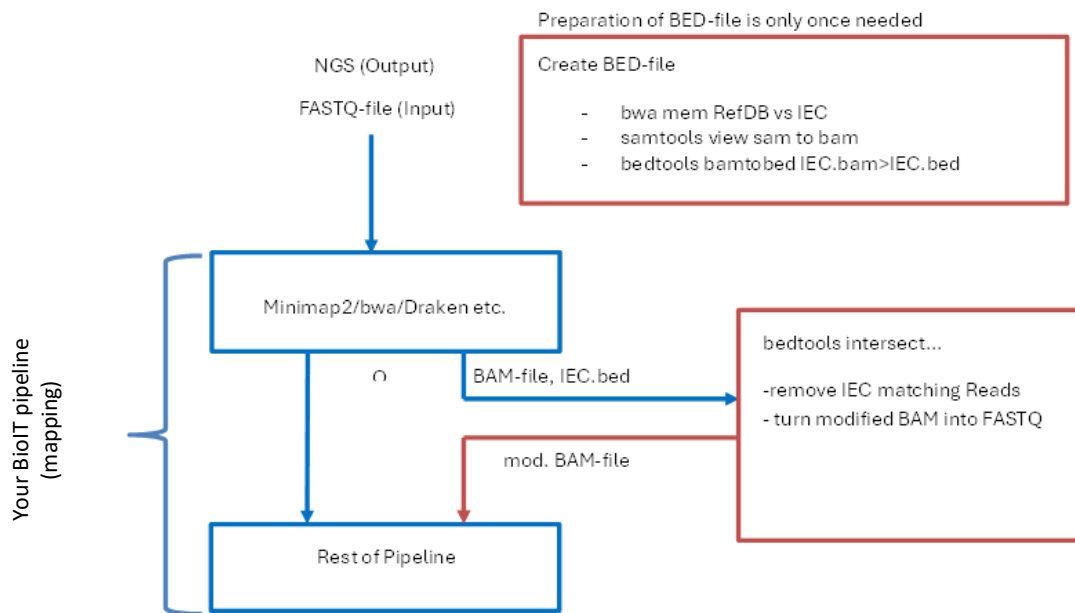 Preparation of BED-file is only once needed
NGS (Output)
FASTQ-file (Input)
Create BED-file
- bwa mem RefDB vs IEC
- samtools view sam to bam
- bedtools bamtobed IEC.bam>IEC.bed
Your BioIT pipeline
(mapping)
Minimap2/bwa/Draken etc.
BAM-file, IEC.bed
bedtools intersect...
-remove IEC matching Reads
- turn modified BAM into FASTQ
mod. BAM-file
Rest of Pipeline